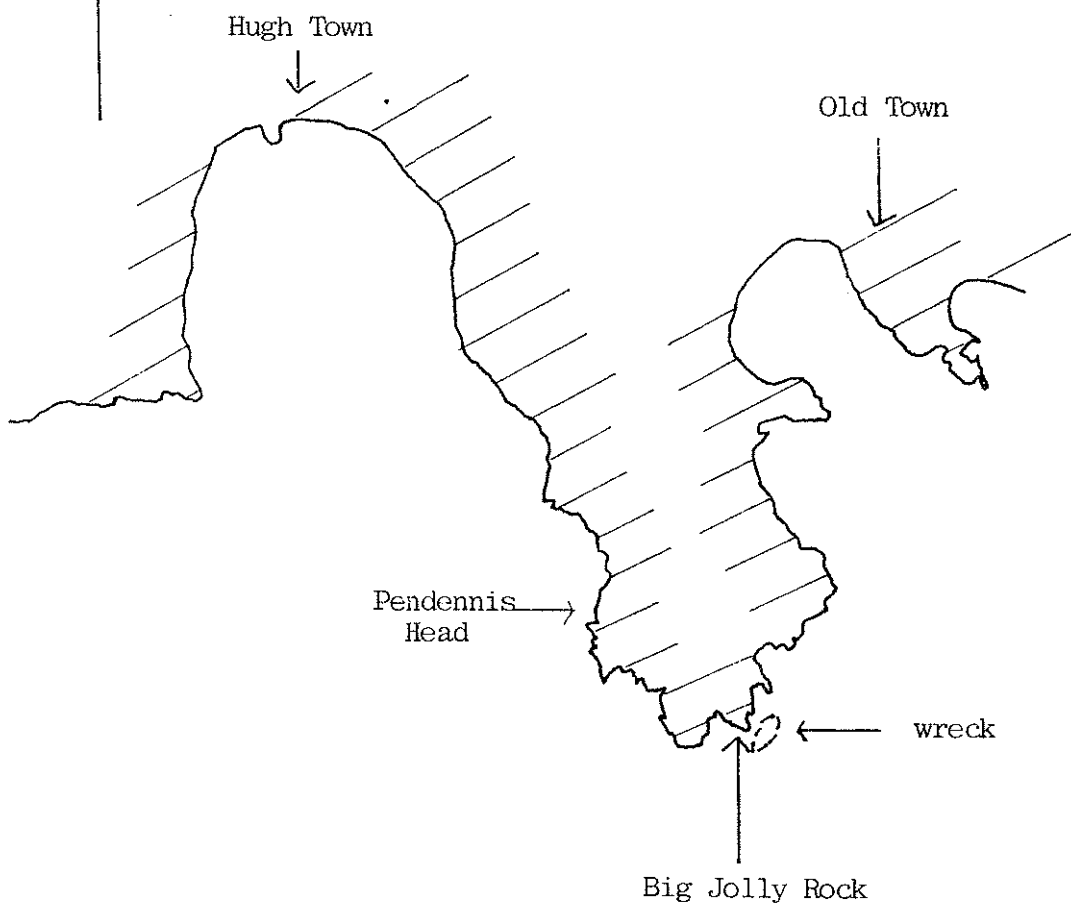 Hugh Town
Old Town
Pendennis
Head
wreck
Big Jolly Rock